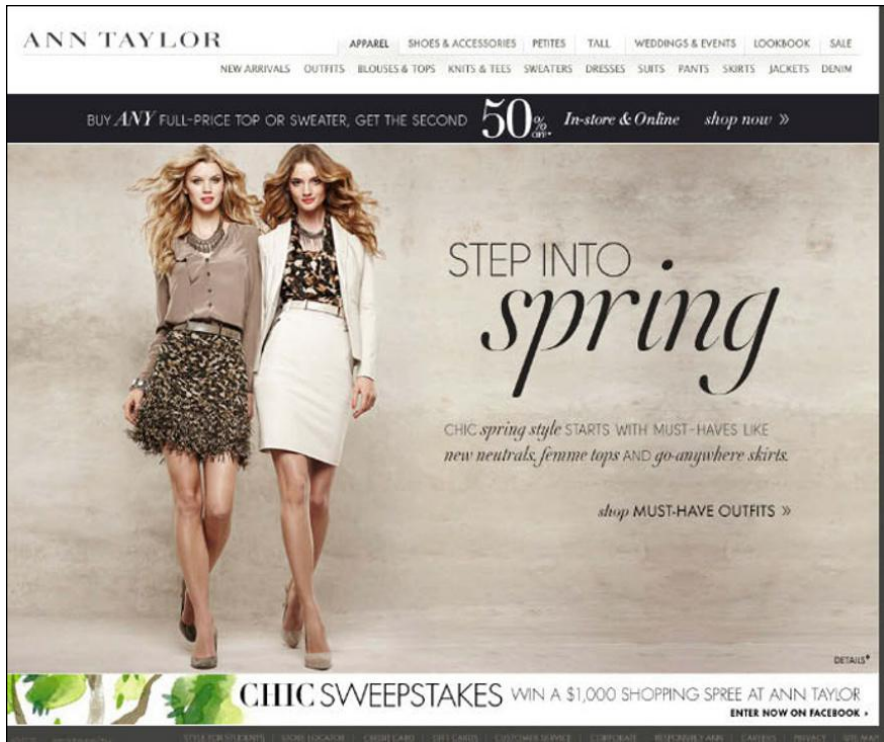 ANN TAYLOR
APPAREL SHOES & ACCESSORIES PETITES TALL WEDDINGS & EVENTS LOOKBOOK SALE
NEW ARRIVALS OUTFITS BLOUSES & TOPS KNITS & TEES SWEATERS DRESSES SUITS PANTS SKIRTS JACKETS DENIM
BUY ANY FULL-PRICE TOP OR SWEATER, GET THE SECOND 50% OFF* In-store & Online shop now »
STEP INTO
spring
CHIC spring style STARTS WITH MUST-HAVES LIKE
new neutrals, femme tops AND go-anywhere skirts.
shop MUST-HAVE OUTFITS »
DETAILS*
CHIC SWEEPSTAKES WIN A $1,000 SHOPPING SPREE AT ANN TAYLOR
ENTER NOW ON FACEBOOK ›
STYLE FOR STUDENTS | STORE LOCATOR | CREDIT CARD | GIFT CARDS | CUSTOMER SERVICE | CORPORATE | RESPONSIBLY ANN | CAREERS | PRIVACY | SITE MAP